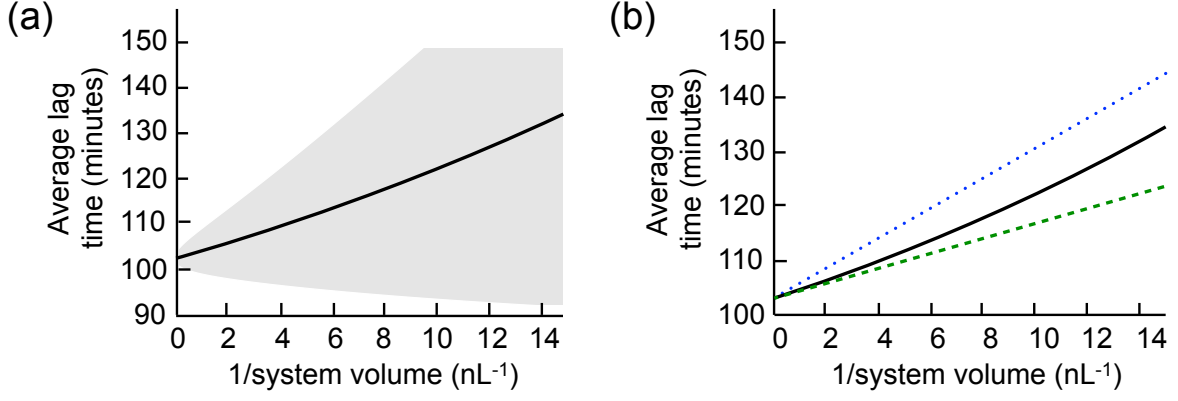 (a)
Average lag
time (minutes)
150
140
130
120
110
100
90
0 2 4 6 8 10 12 14
1/system volume (nL-1)
(b)
Average lag
time (minutes)
150
140
130
120
110
100
0 2 4 6 8 10 12 14
1/system volume (nL-1)